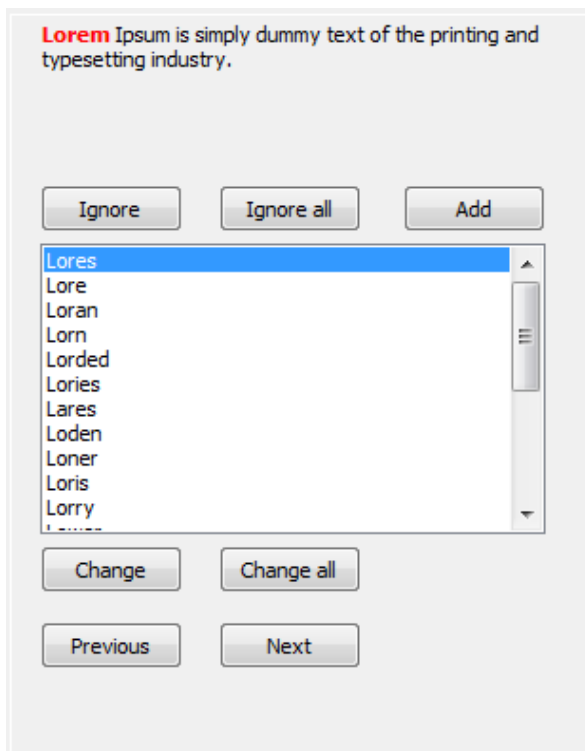 Lorem Ipsum is simply dummy text of the printing and
typesetting industry.
Ignore Ignore all Add
Lores
Lore
Loran
Lorn
Lorded
Lories
Lares
Loden
Loner
Loris
Lorry
Change Change all
Previous Next